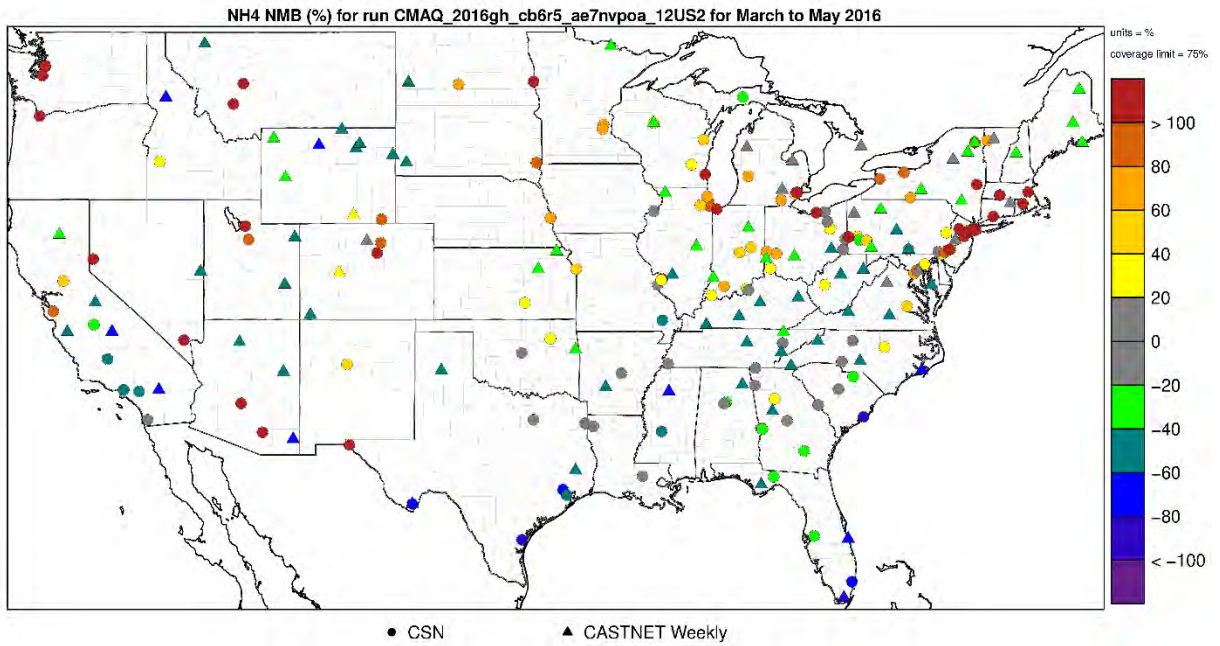 NH4 NMB (%) for run CMAQ_2016gh_cb6r5_ae7nvpoa_12US2 for March to May 2016
units = %
coverage limit = 75%
> 100
80
60
40
20
0
−20
−40
−60
−80
< −100
● CSN ▲ CASTNET Weekly